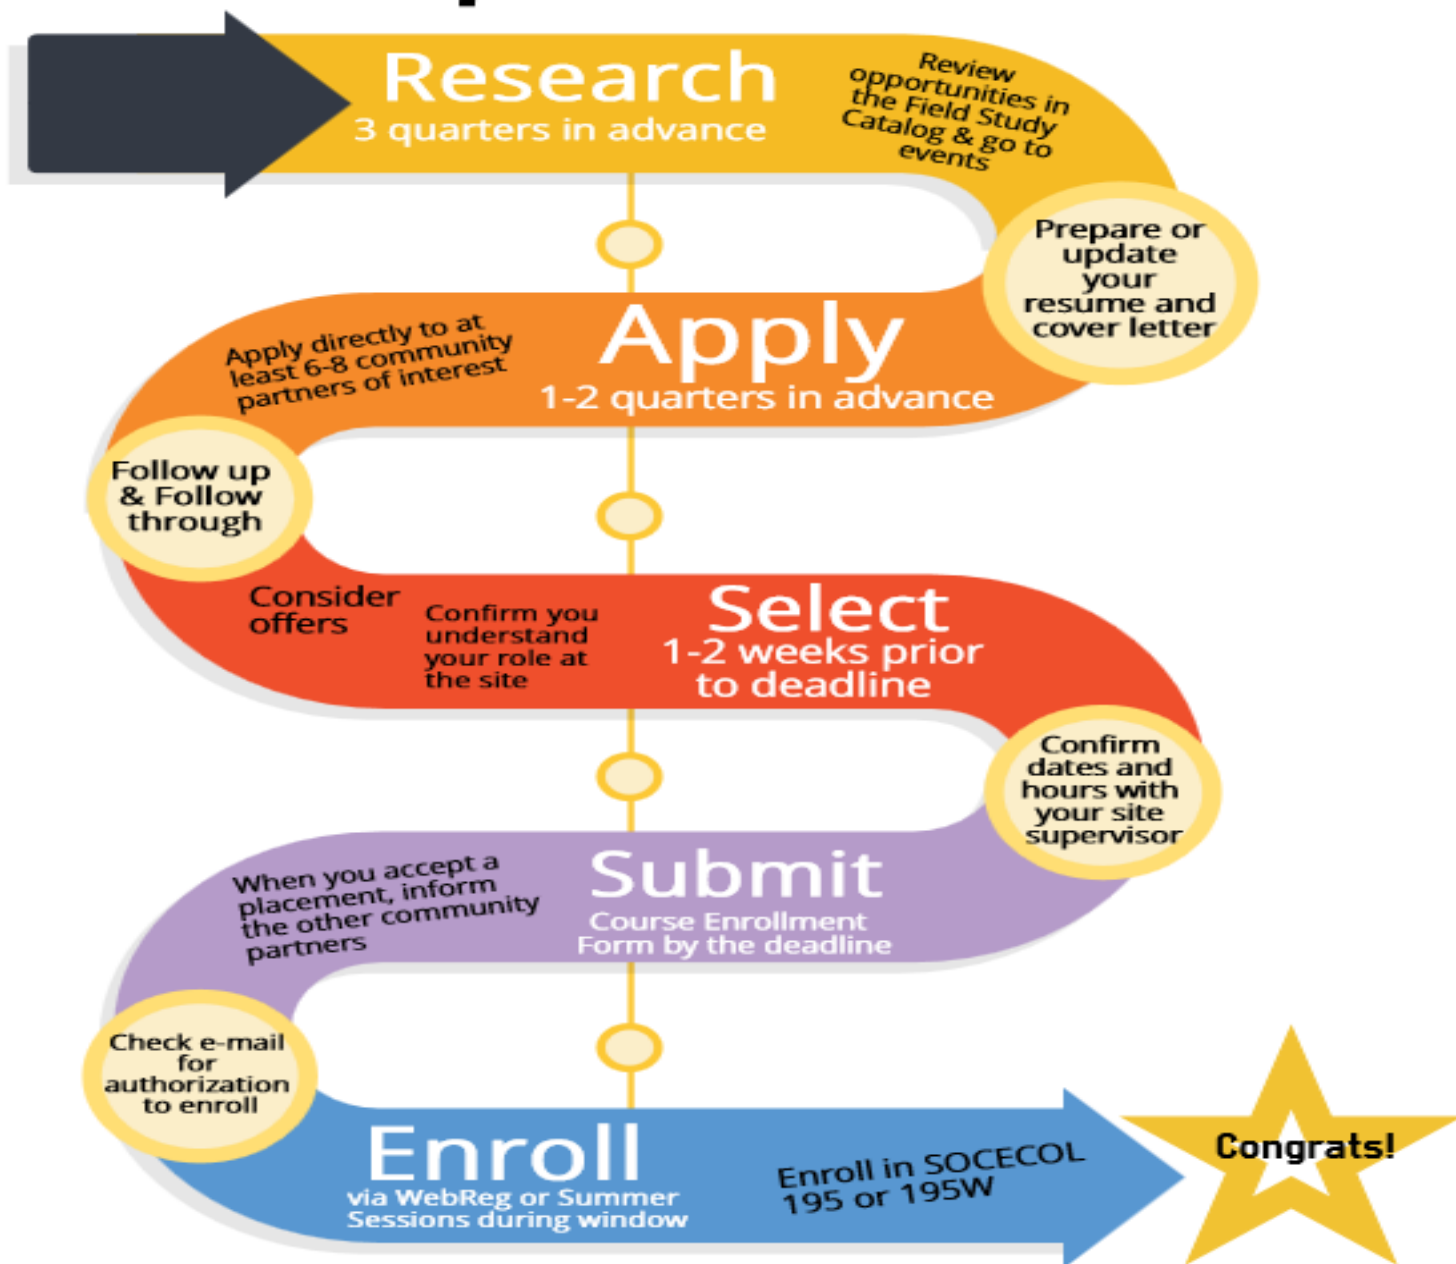 Research
3 quarters in advance
Review
opportunities in
the Field Study
Catalog & go to
events
Prepare or
update
your
resume and
cover letter
Apply
1-2 quarters in advance
Apply directly to at
least 6-8 community
partners of interest
Follow up
& Follow
through
Consider
offers
Confirm you
understand
your role at
the site
Select
1-2 weeks prior
to deadline
Confirm
dates and
hours with
your site
supervisor
Submit
Course Enrollment
Form by the deadline
When you accept a
placement, inform
the other community
partners
Check e-mail
for
authorization
to enroll
Enroll
via WebReg or Summer
Sessions during window
Enroll in SOCECOL
195 or 195W
Congrats!